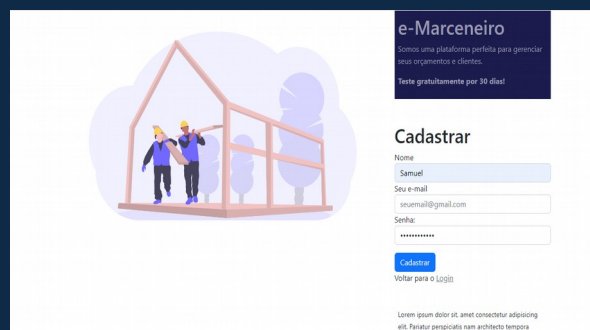 e-Marceneiro
Somos uma plataforma perfeita para gerenciar
seus orçamentos e clientes.
Teste gratuitamente por 30 dias!
Cadastrar
Nome
Samuel
Seu e-mail
seuemail@gmail.com
Senha:
••••••••••••
Cadastrar
Voltar para o Login
Lorem ipsum dolor sit, amet consectetur adipisicing
elit. Pariatur perspiciatis nam architecto tempora